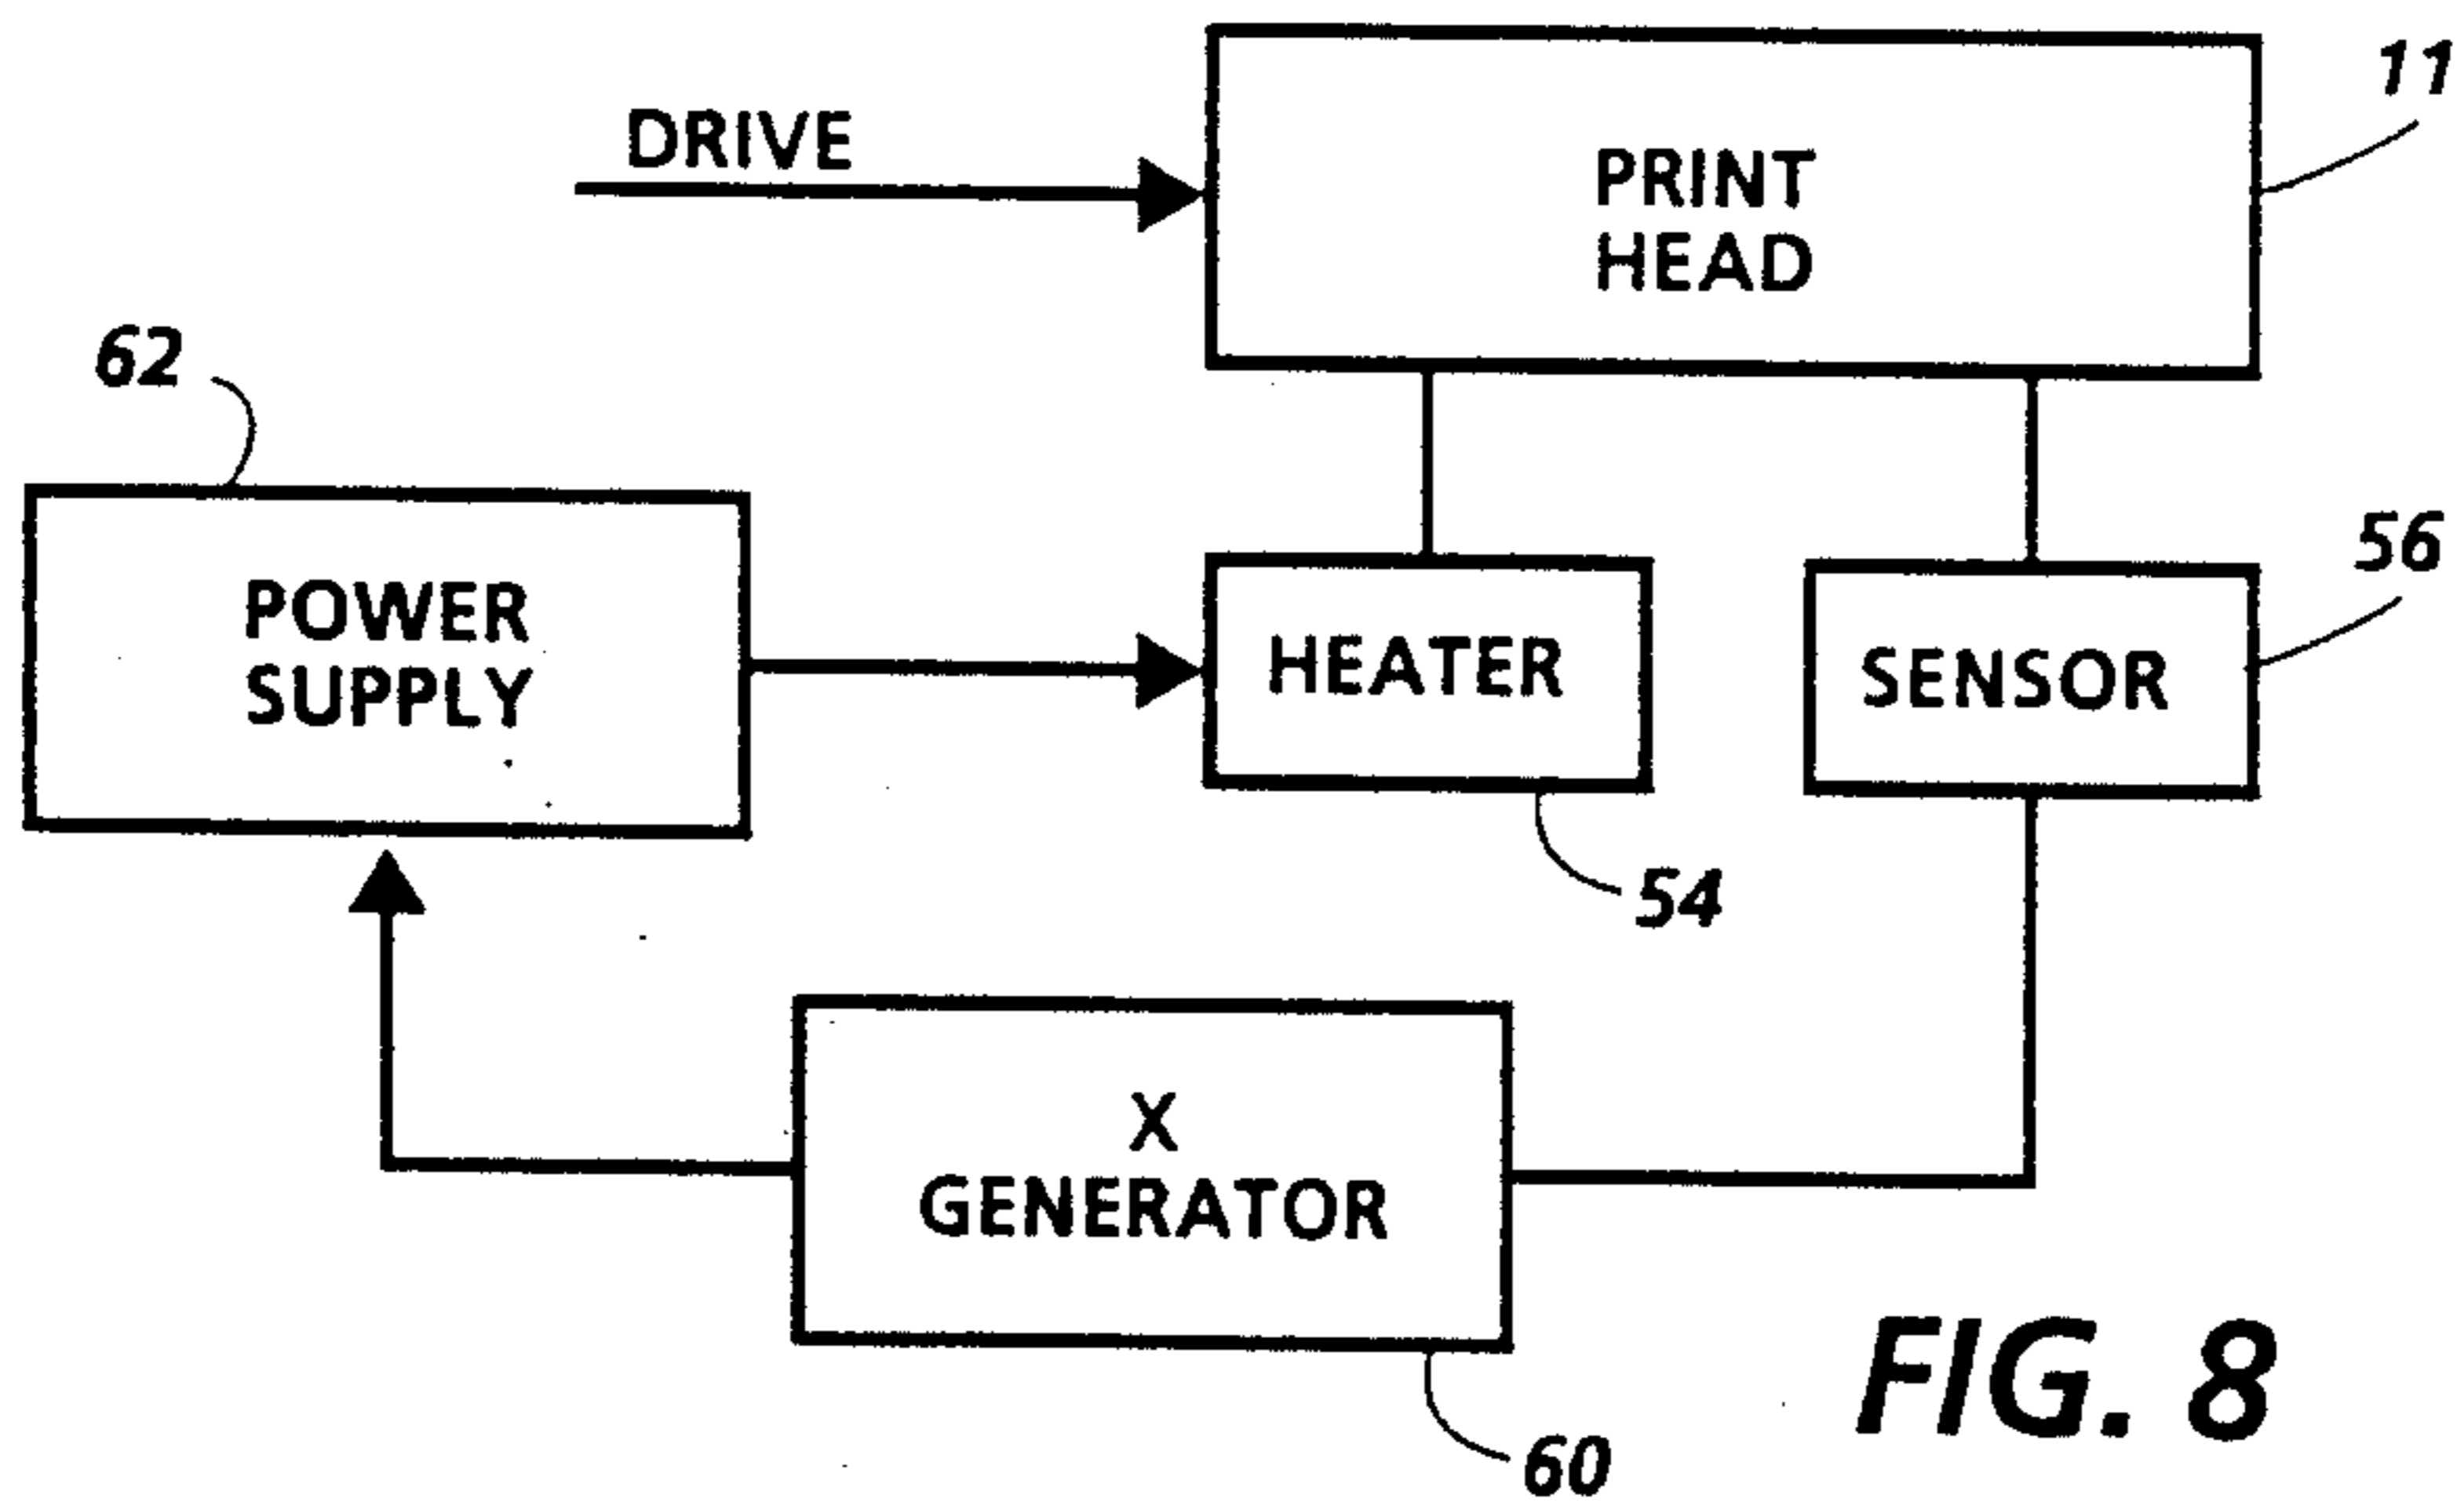 11
DRIVE
PRINT
HEAD
62
POWER
SUPPLY
HEATER
SENSOR
56
54
X
GENERATOR
60
FIG. 8